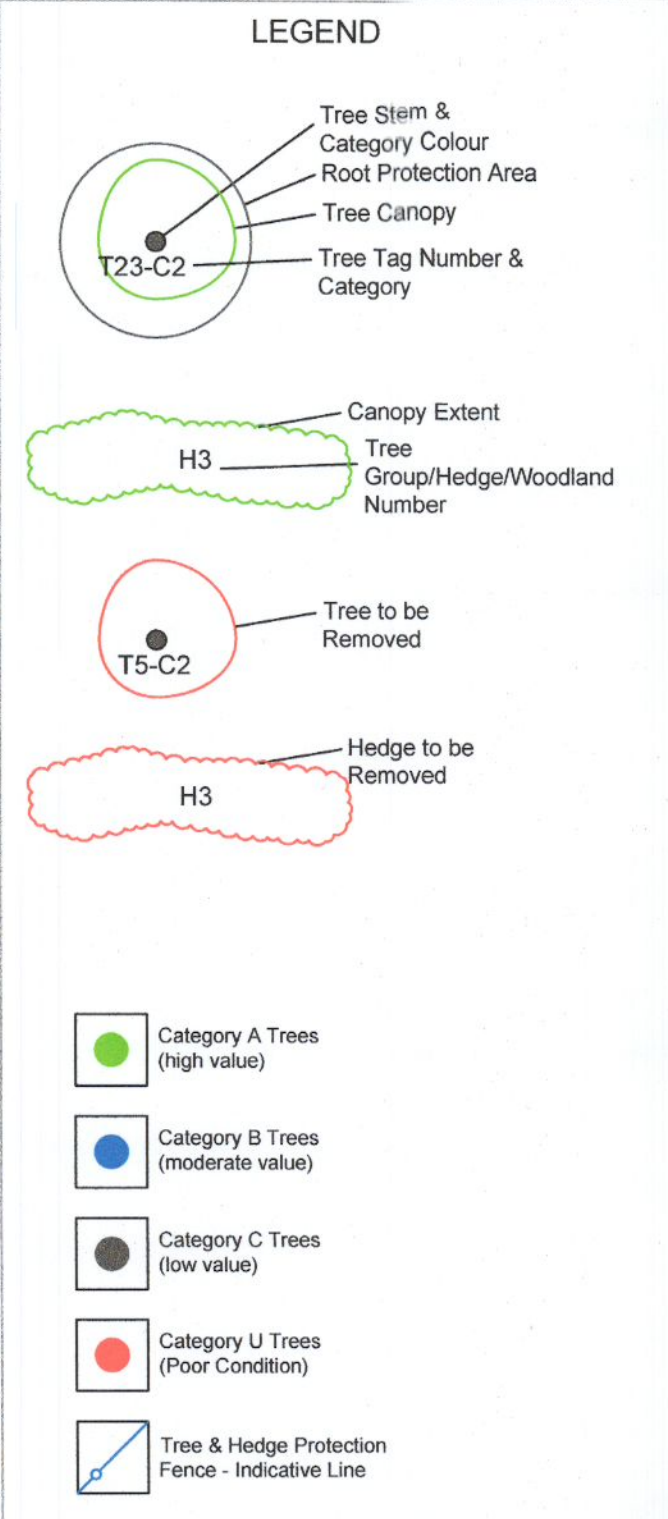 LEGEND
Tree Stem &
Category Colour
Root Protection Area
Tree Canopy
T23-C2
Tree Tag Number &
Category
Canopy Extent
H3
Tree
Group/Hedge/Woodland
Number
Tree to be
Removed
T5-C2
Hedge to be
Removed
H3
Category A Trees
(high value)
Category B Trees
(moderate value)
Category C Trees
(low value)
Category U Trees
(Poor Condition)
Tree & Hedge Protection
Fence - Indicative Line